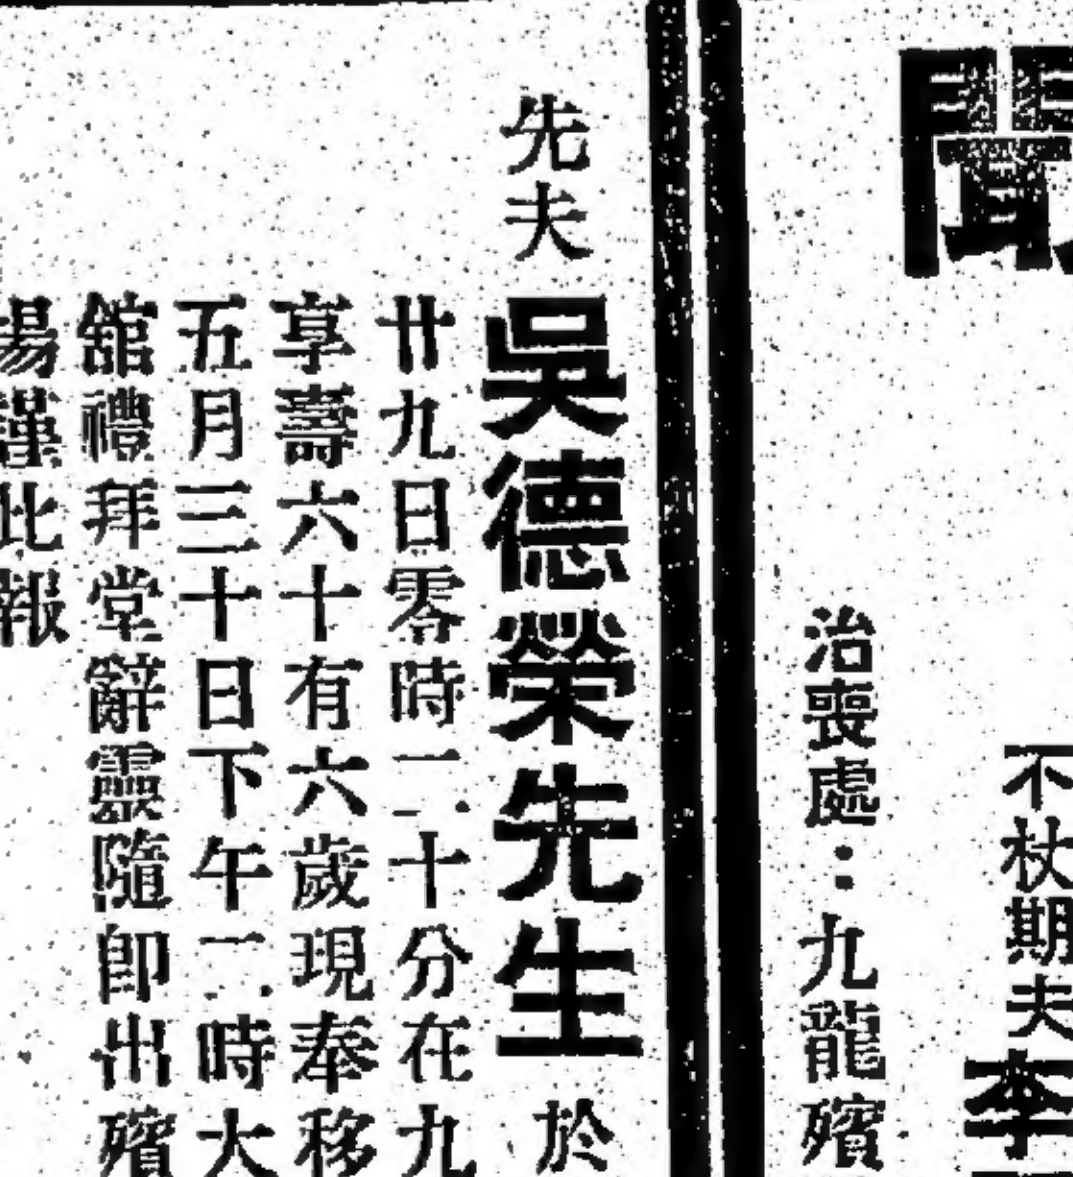 聞
不杖期夫李
治喪處：九龍殯
先夫吳德榮先生於
廿九日零時二十分在九
享壽六十有六歲現奉移
五月三十日下午二時大
舘禮拜堂辭靈隨即出殯
場謹此報